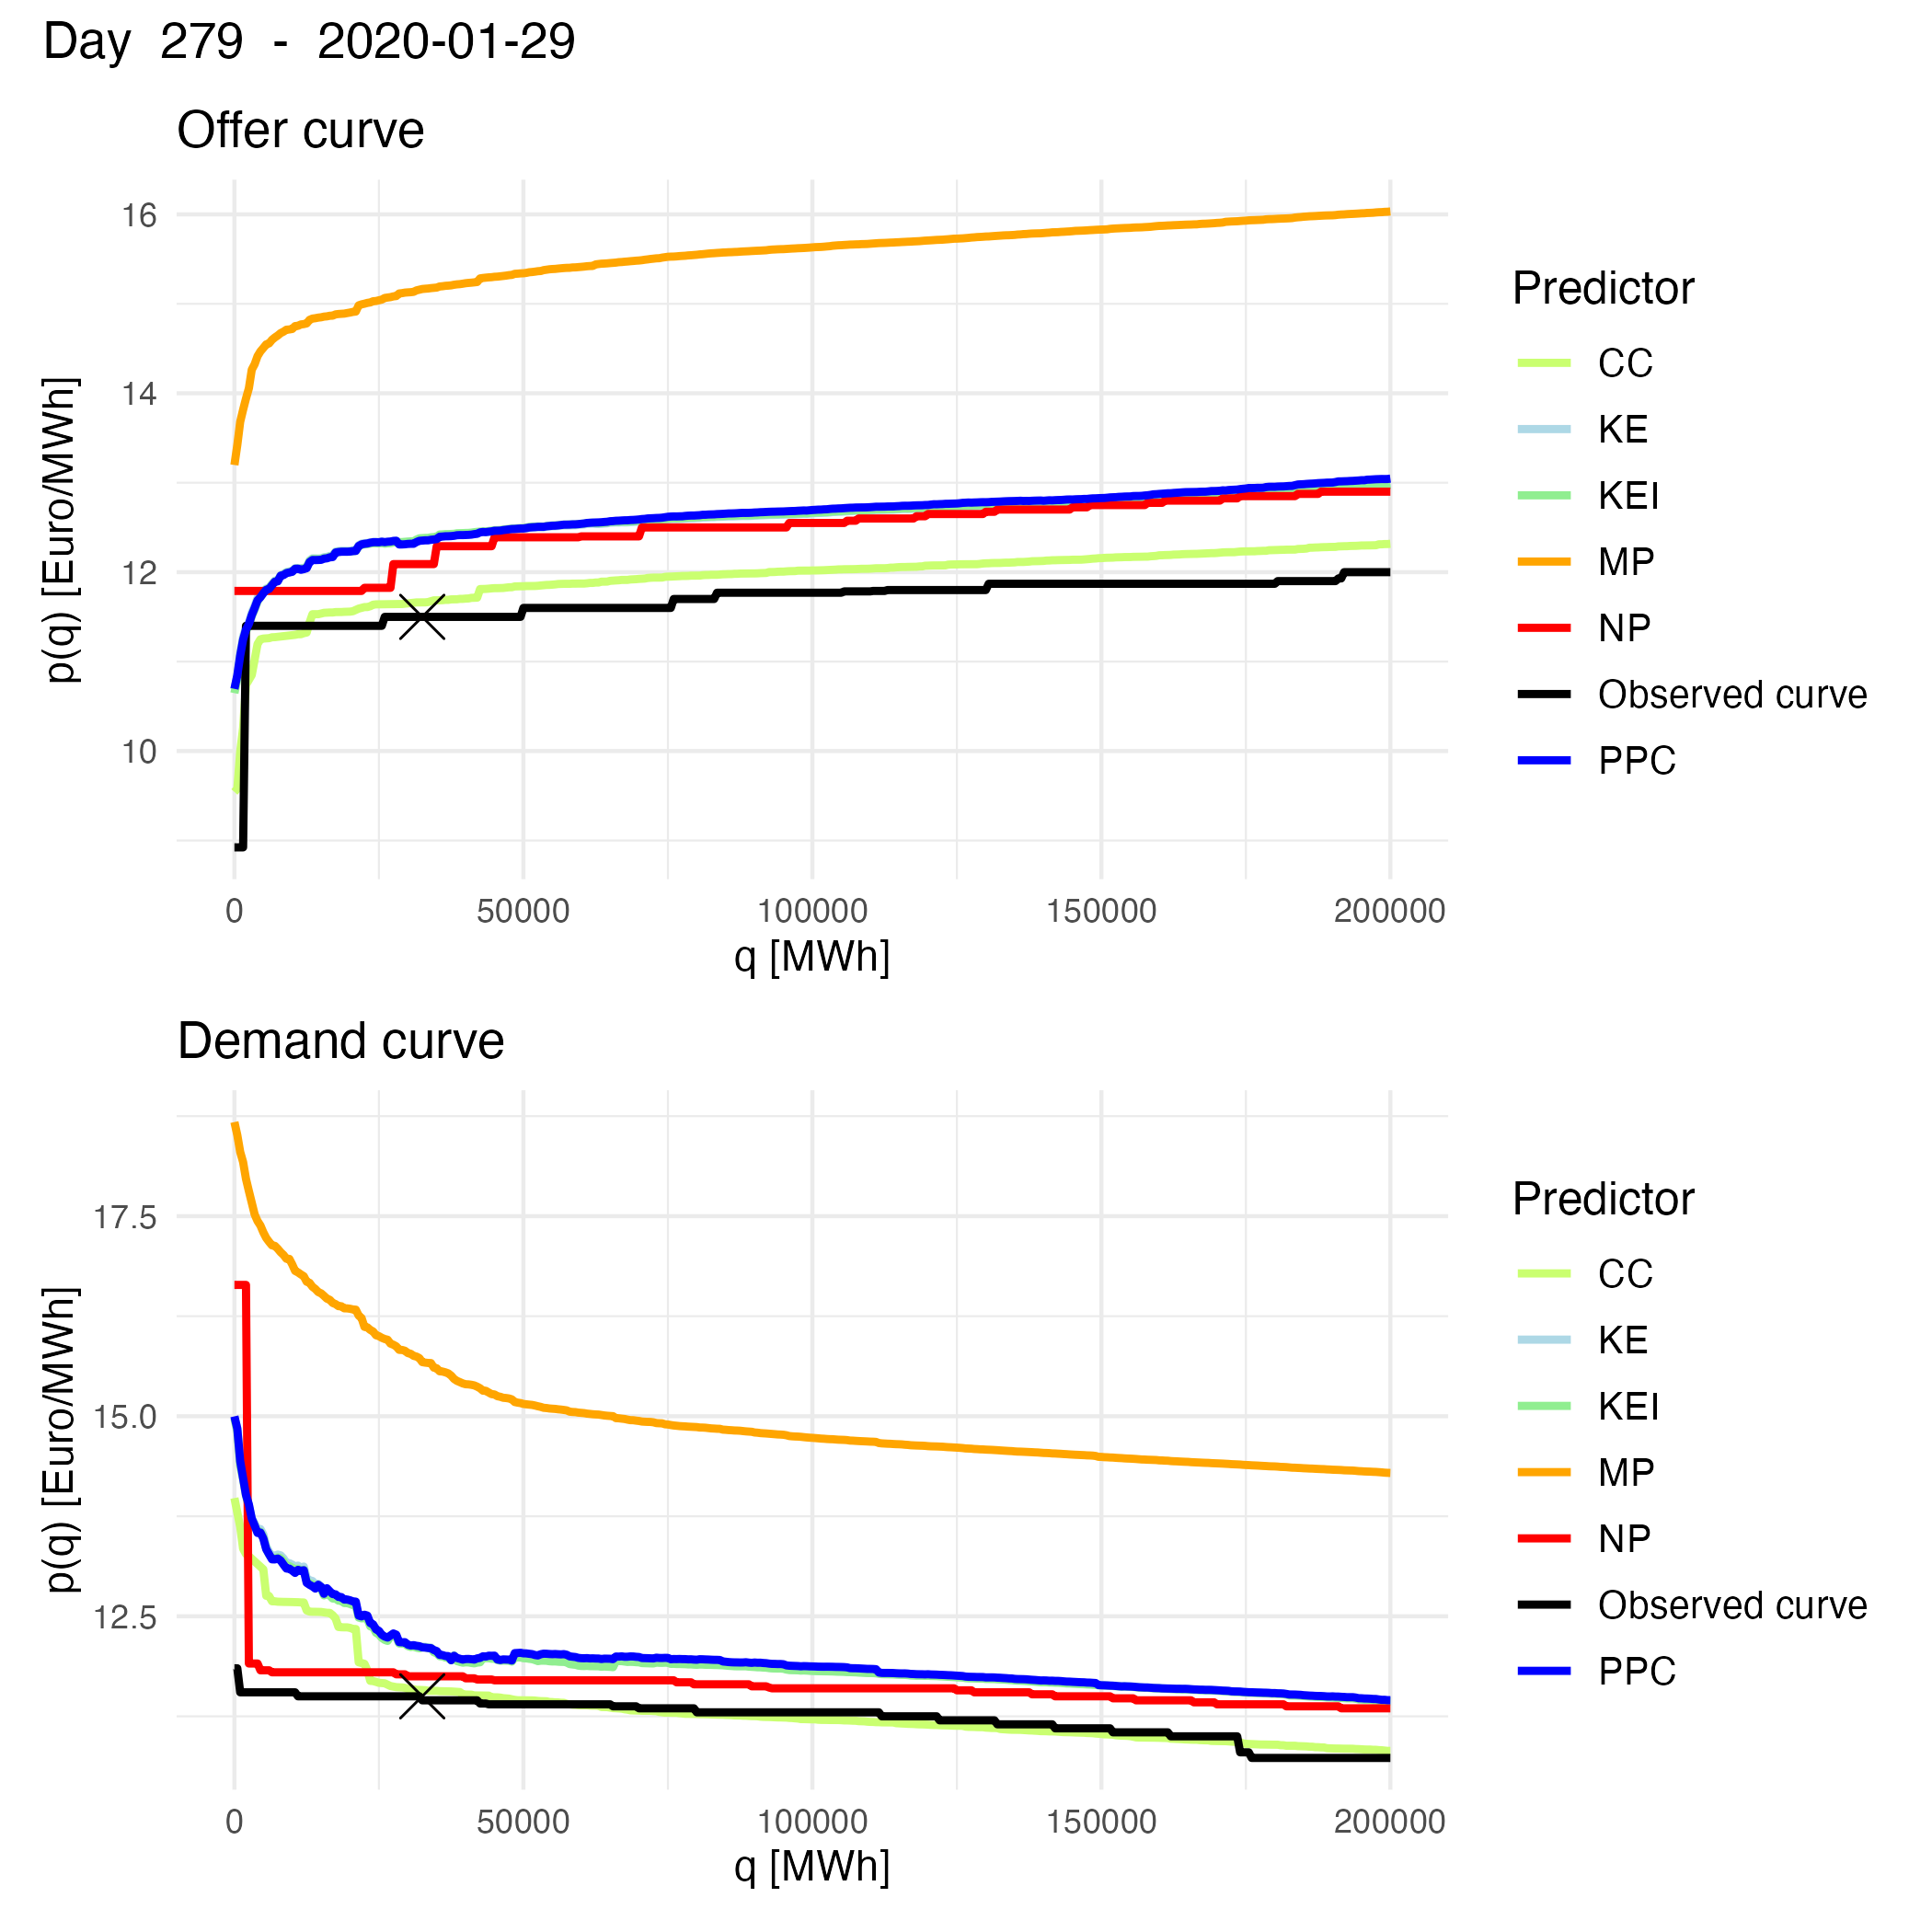 Day 279 - 2020-01-29
Offer curve
16
14
12
10
p(q) [Euro/MWh]
0 50000 100000 150000 200000
q [MWh]
Predictor
CC
KE
KEI
MP
NP
Observed curve
PPC
Demand curve
17.5
15.0
12.5
p(q) [Euro/MWh]
0 50000 100000 150000 200000
q [MWh]
Predictor
CC
KE
KEI
MP
NP
Observed curve
PPC